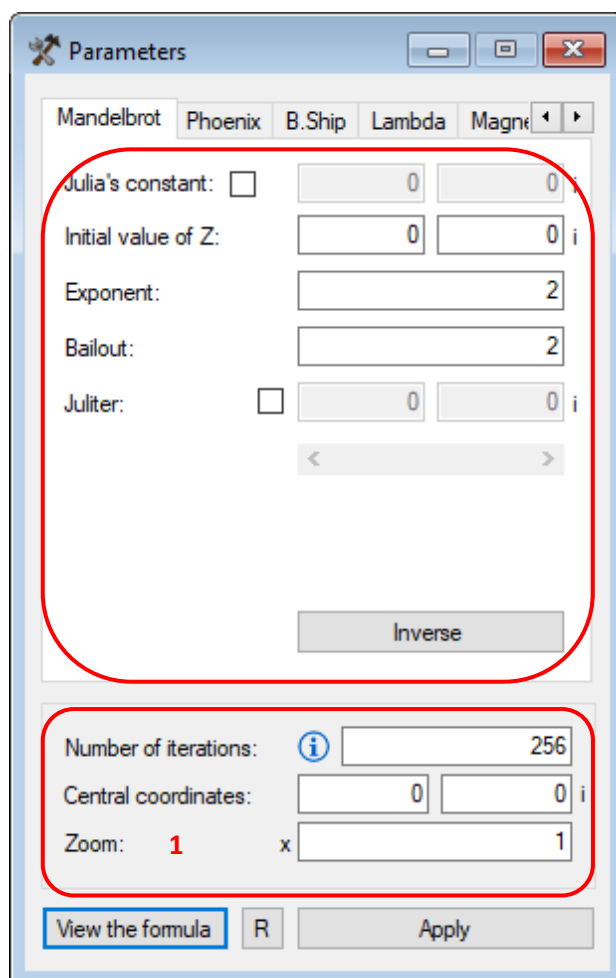 Parameters
Mandelbrot Phoenix B.Ship Lambda Magne
Julia's constant: 0 0 i
Initial value of Z: 0 0 i
Exponent: 2
Bailout: 2
Juliter: 0 0 i
Inverse
Number of iterations: 256
Central coordinates: 0 0 i
Zoom: 1 x 1
View the formula R Apply